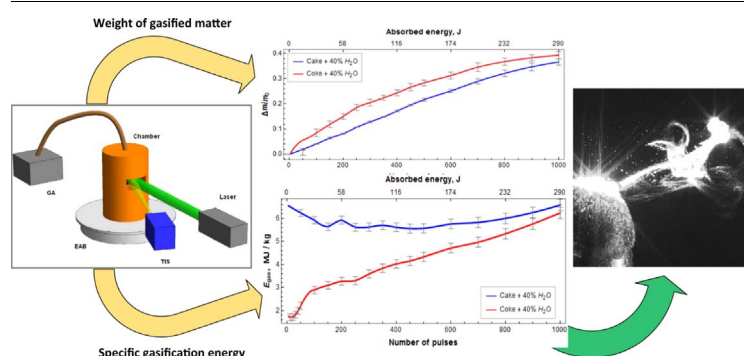 Weight of gasified matter
Chamber
GA
Laser
EAB
TIS
Specific gasification energy
Absorbed energy, J
0 58 116 174 232 290
Cake + 40% H2O
Coke + 40% H2O
Δm/m0
0.4
0.3
0.2
0.1
0.0
0 200 400 600 800 1000
Absorbed energy, J
0 58 116 174 232 290
Egas, MJ / kg
6
5
4
3
2
Cake + 40% H2O
Coke + 40% H2O
0 200 400 600 800 1000
Number of pulses